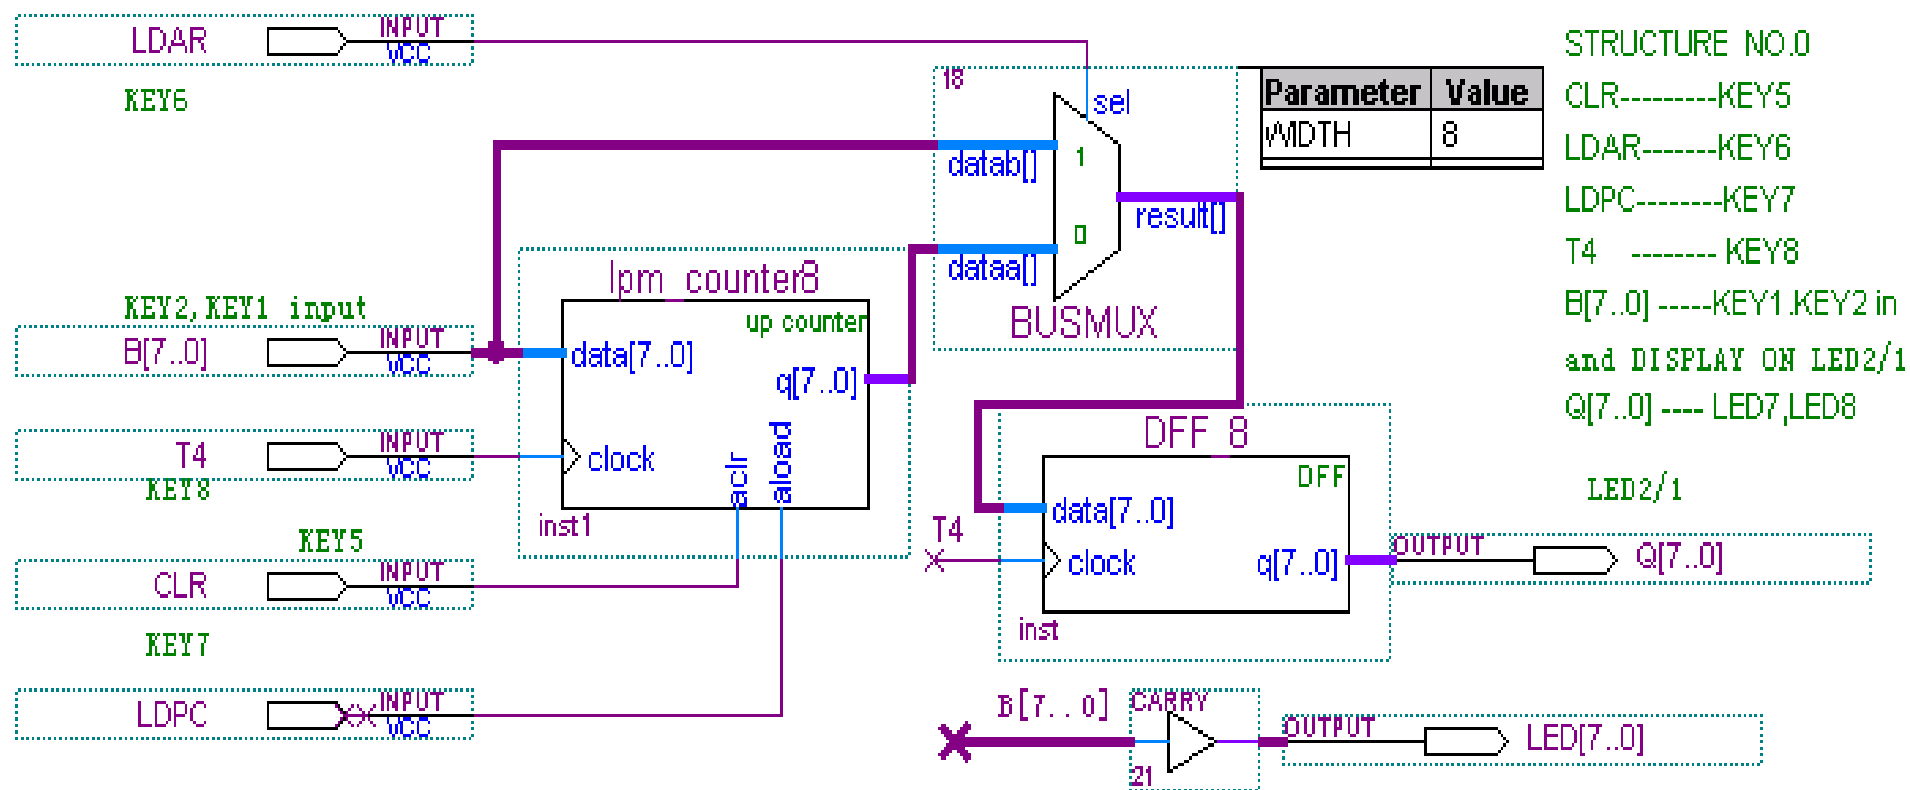 LDAR
INPUT
VCC
KEY6
18
sel
datab[]
1
0
dataa[]
result[]
BUSMUX
Parameter Value
WIDTH 8
STRUCTURE NO.0
CLR---------KEY5
LDAR-------KEY6
LDPC--------KEY7
T4 -------- KEY8
B[7..0] -----KEY1.KEY2 in
and DISPLAY ON LED2/1
Q[7..0] ---- LED7,LED8
LED2/1
KEY2,KEY1 input
B[7..0]
INPUT
VCC
lpm_counter8
up counter
data[7..0]
q[7..0]
clock
aclr
aload
inst1
T4
INPUT
VCC
KEY8
KEY5
CLR
INPUT
VCC
KEY7
LDPC
INPUT
VCC
DFF_8
DFF
data[7..0]
T4
clock
q[7..0]
inst
OUTPUT
Q[7..0]
B[7..0]
CARRY
21
OUTPUT
LED[7..0]